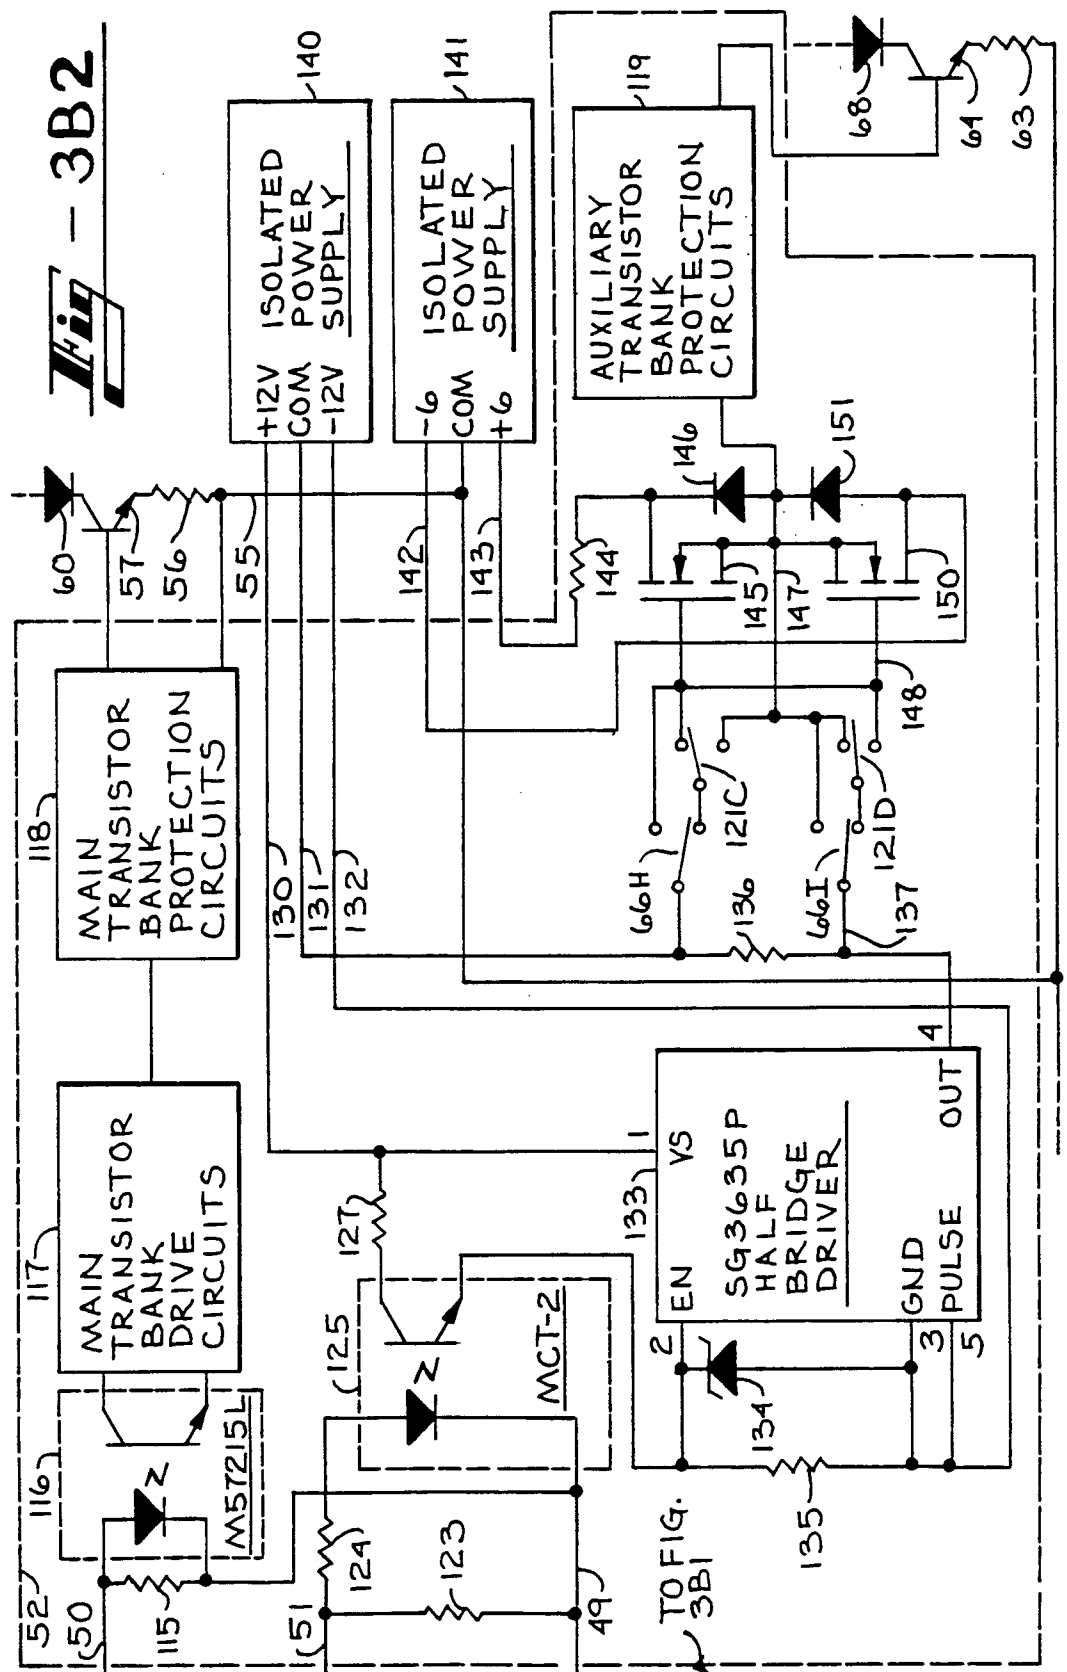 Fig - 3B2
52
50
115
116
M57215L
117
MAIN
TRANSISTOR
BANK
DRIVE
CIRCUITS
118
MAIN
TRANSISTOR
BANK
PROTECTION
CIRCUITS
60
57
56
55
140
+12V
COM
-12V
ISOLATED
POWER
SUPPLY
141
-6
COM
+6
ISOLATED
POWER
SUPPLY
130
131
132
142
143
144
119
AUXILIARY
TRANSISTOR
BANK
PROTECTION
CIRCUITS
68
64
63
146
151
145
147
150
148
121C
121D
66H
66I
136
137
51
124
123
49
125
MCT-2
127
133
1
VS
2
EN
SG3635P
HALF
BRIDGE
DRIVER
GND
3
PULSE
5
OUT
4
134
135
TO FIG.
3B1